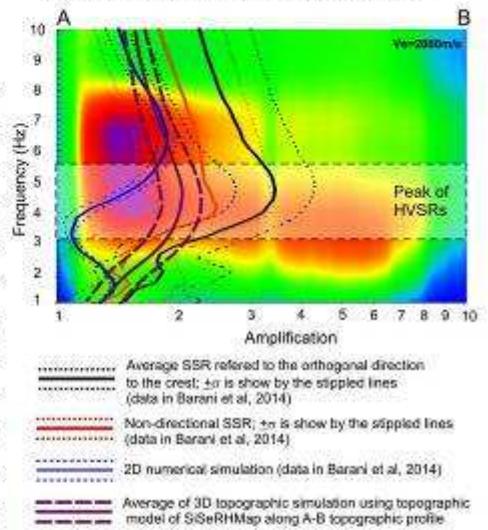 A B
10
9
8
7
6
5
4
3
2
1
Frequency (Hz)
Peak of
HVSRs
1 2 3 4 5 6 7 8 9 10
Amplification
Average SSR refered to the orthogonal direction
to the crest; ±σ is show by the stippled lines
(data in Barani et al, 2014)
Non-directional SSR; ±σ is show by the stippled lines
(data in Barani et al, 2014)
2D numerical simulation (data in Barani et al, 2014)
Average of 3D topographic simulation using topographic
model of SiSeRHMap along A-B topographic profile